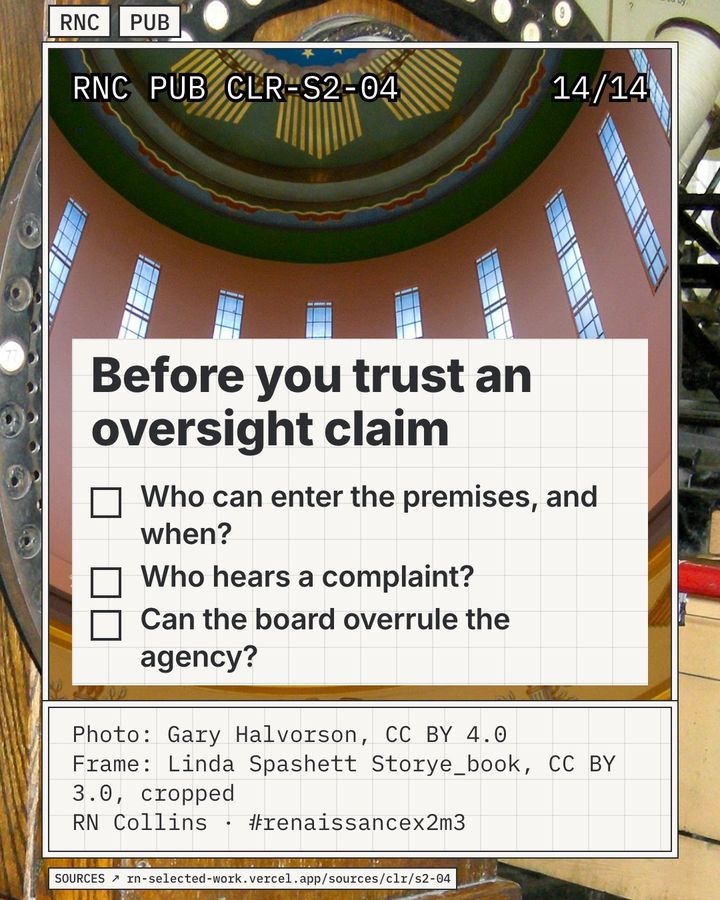 RNC PUB
RNC PUB CLR-S2-04 14/14
Before you trust an
oversight claim
Who can enter the premises, and
when?
Who hears a complaint?
Can the board overrule the
agency?
Photo: Gary Halvorson, CC BY 4.0
Frame: Linda Spashett Storye_book, CC BY
3.0, cropped
RN Collins · #renaissancex2m3
SOURCES ↗ rn-selected-work.vercel.app/sources/clr/s2-04